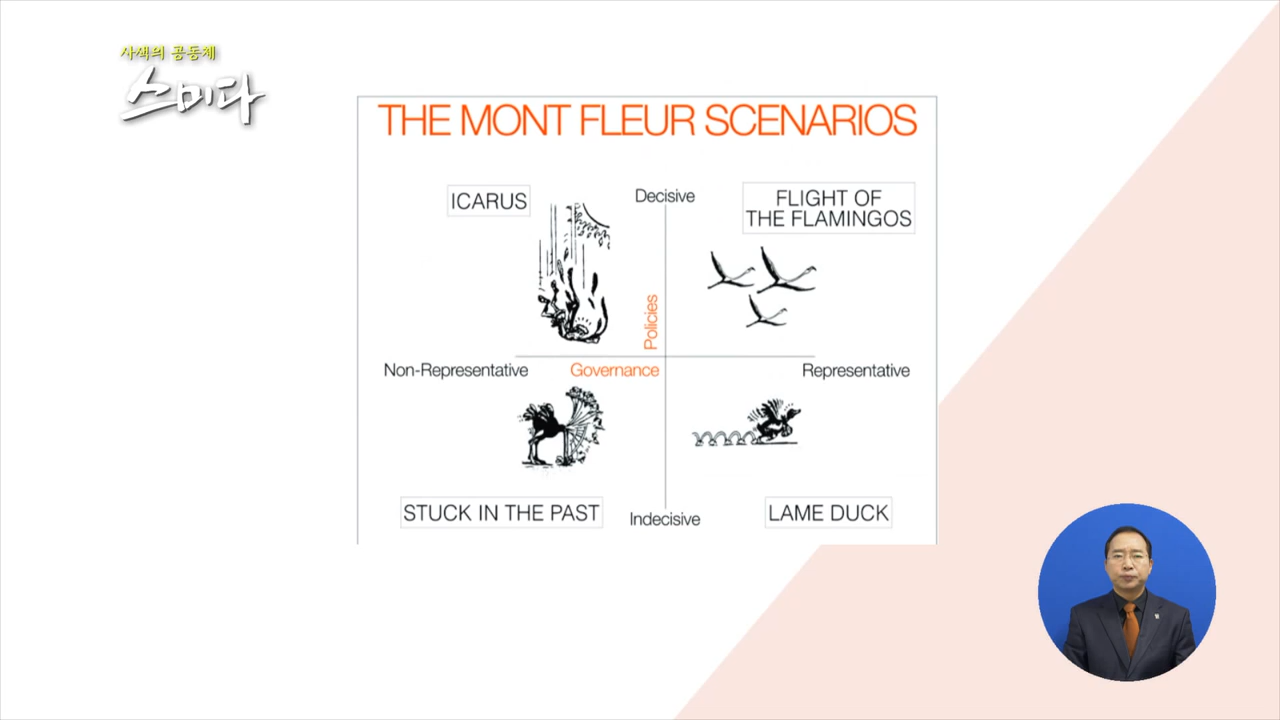 사색의 공동체
스미다
THE MONT FLEUR SCENARIOS
ICARUS
Decisive
FLIGHT OF
THE FLAMINGOS
Policies
Non-Representative
Governance
Representative
STUCK IN THE PAST
Indecisive
LAME DUCK